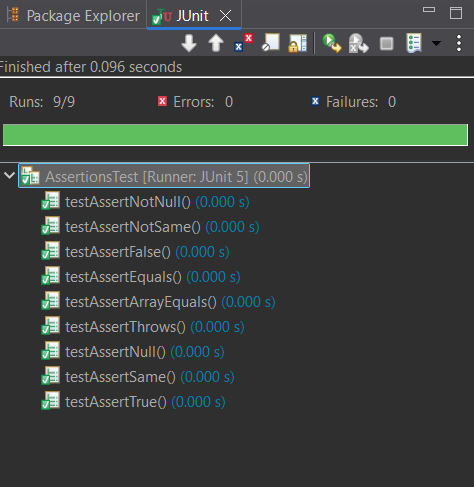 Package Explorer JUnit
Finished after 0.096 seconds
Runs: 9/9 Errors: 0 Failures: 0
AssertionsTest [Runner: JUnit 5] (0.000 s)
testAssertNotNull() (0.000 s)
testAssertNotSame() (0.000 s)
testAssertFalse() (0.000 s)
testAssertEquals() (0.000 s)
testAssertArrayEquals() (0.000 s)
testAssertThrows() (0.000 s)
testAssertNull() (0.000 s)
testAssertSame() (0.000 s)
testAssertTrue() (0.000 s)